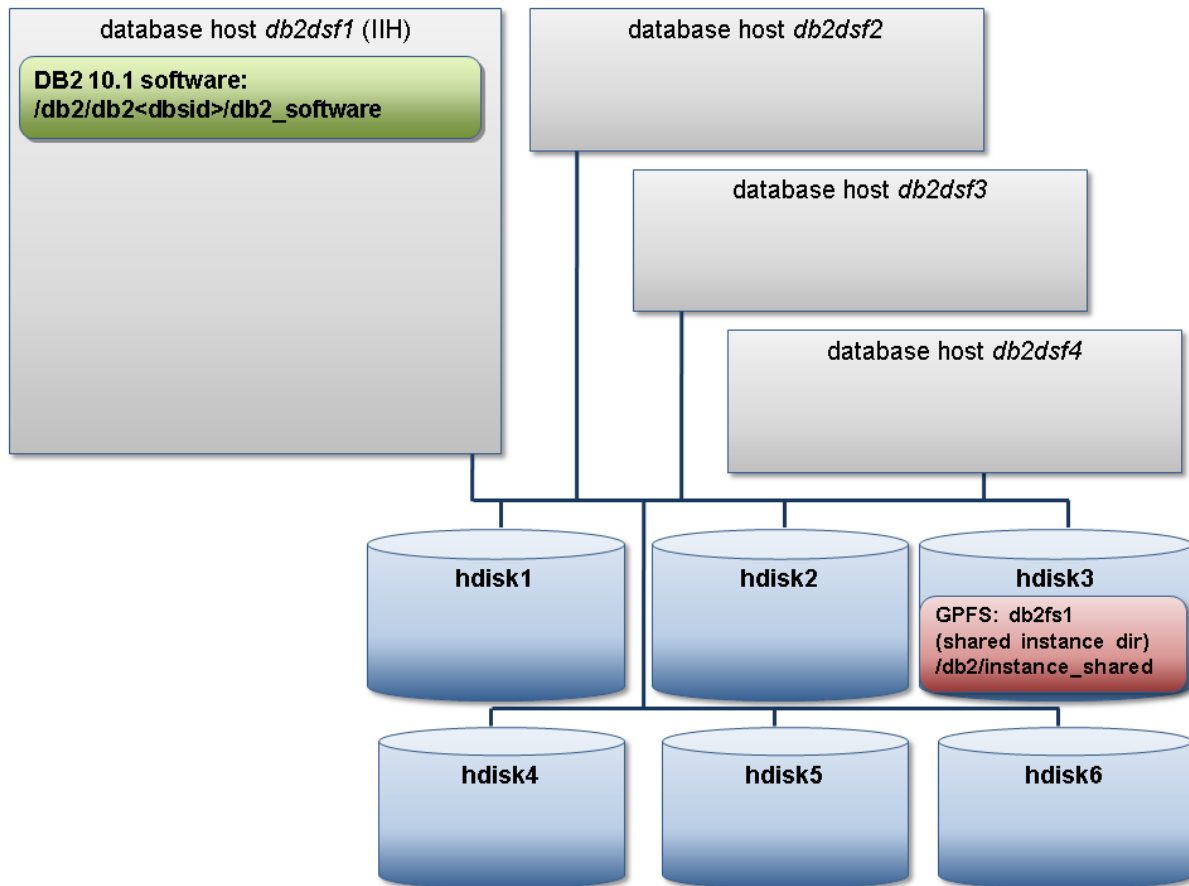 database host db2dsf1 (IIH)
DB2 10.1 software:
/db2/db2<dbsid>/db2_software
database host db2dsf2
database host db2dsf3
database host db2dsf4
hdisk1
hdisk2
hdisk3
GPFS: db2fs1
(shared instance dir)
/db2/instance_shared
hdisk4
hdisk5
hdisk6